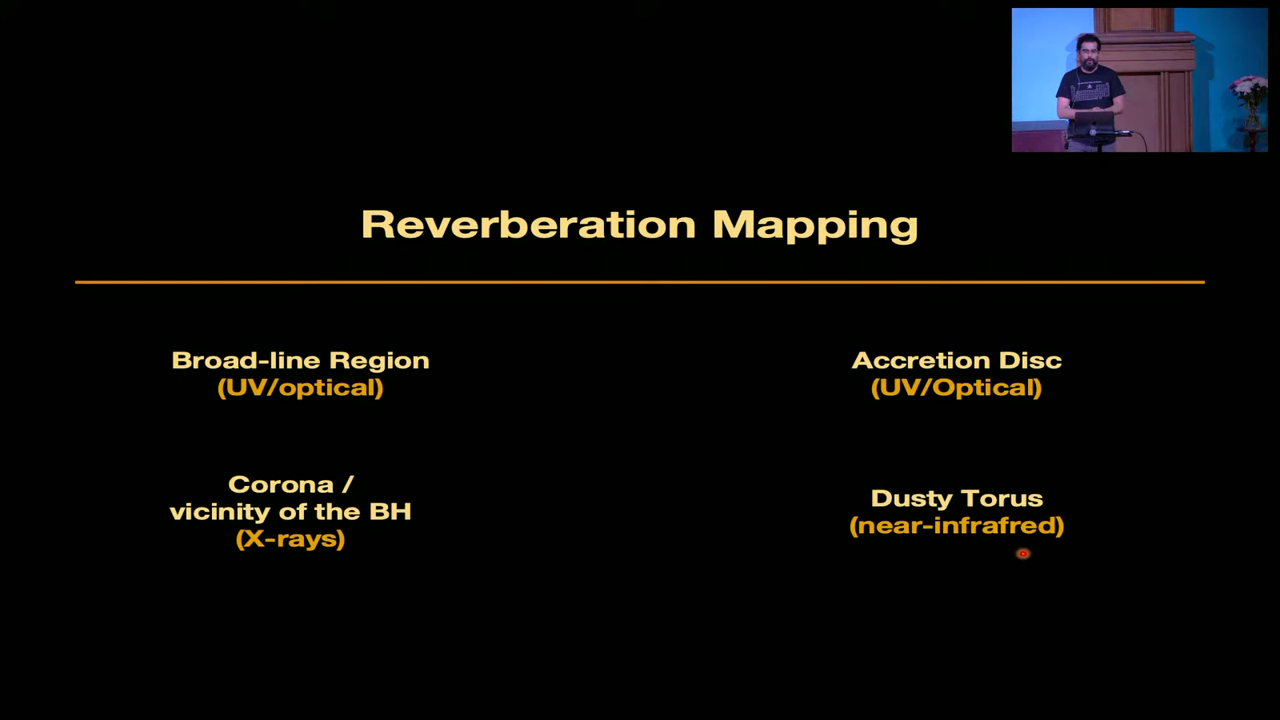 Reverberation Mapping
Broad-line Region
(UV/optical)
Accretion Disc
(UV/Optical)
Corona /
vicinity of the BH
(X-rays)
Dusty Torus
(near-infrafred)